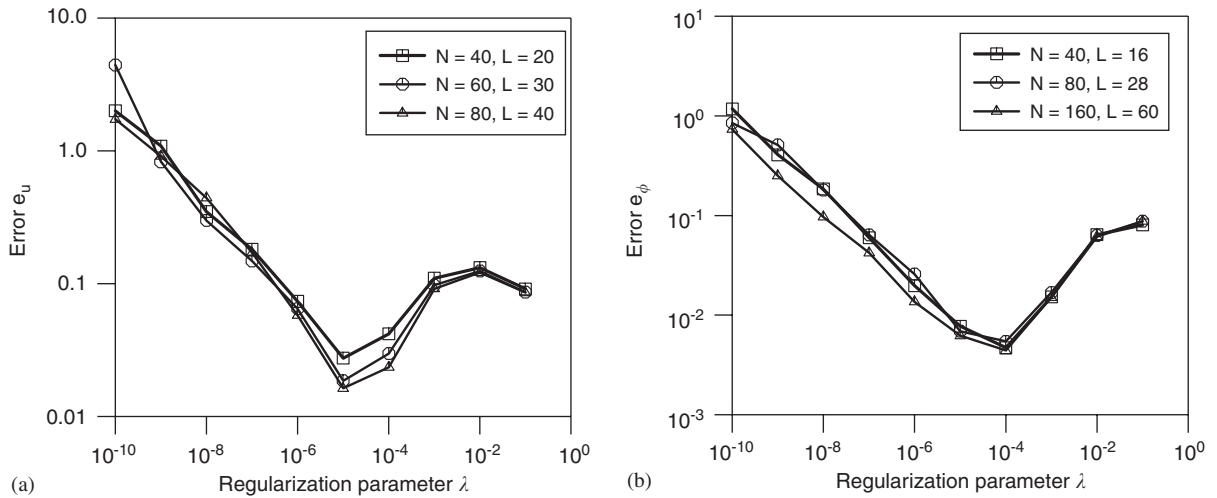 10.0
1.0
0.1
0.01
Error e_u
N = 40, L = 20
N = 60, L = 30
N = 80, L = 40
10^-10 10^-8 10^-6 10^-4 10^-2 10^0
Regularization parameter λ
(a)
10^1
10^0
10^-1
10^-2
10^-3
Error e_ϕ
N = 40, L = 16
N = 80, L = 28
N = 160, L = 60
10^-10 10^-8 10^-6 10^-4 10^-2 10^0
Regularization parameter λ
(b)